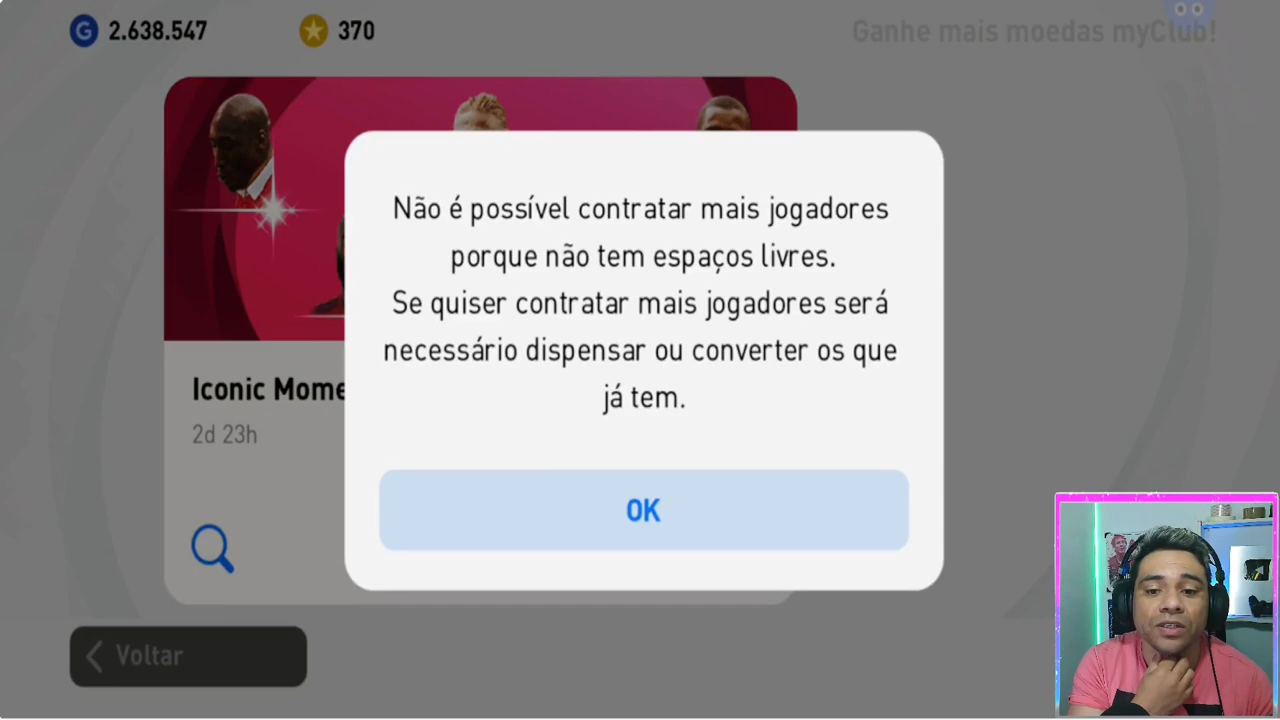 2.638.547
370
Ganhe mais moedas myClub!
Não é possível contratar mais jogadores
porque não tem espaços livres.
Se quiser contratar mais jogadores será
necessário dispensar ou converter os que
já tem.
Iconic Mome
2d 23h
OK
Voltar